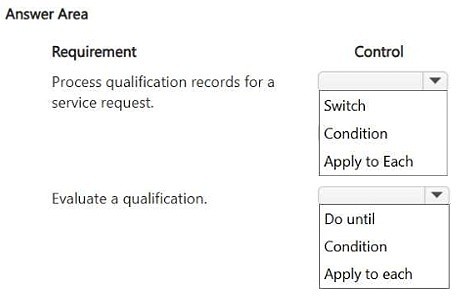 Answer Area
Requirement Control
Process qualification records for a
service request.
Switch
Condition
Apply to Each
Evaluate a qualification.
Do until
Condition
Apply to each